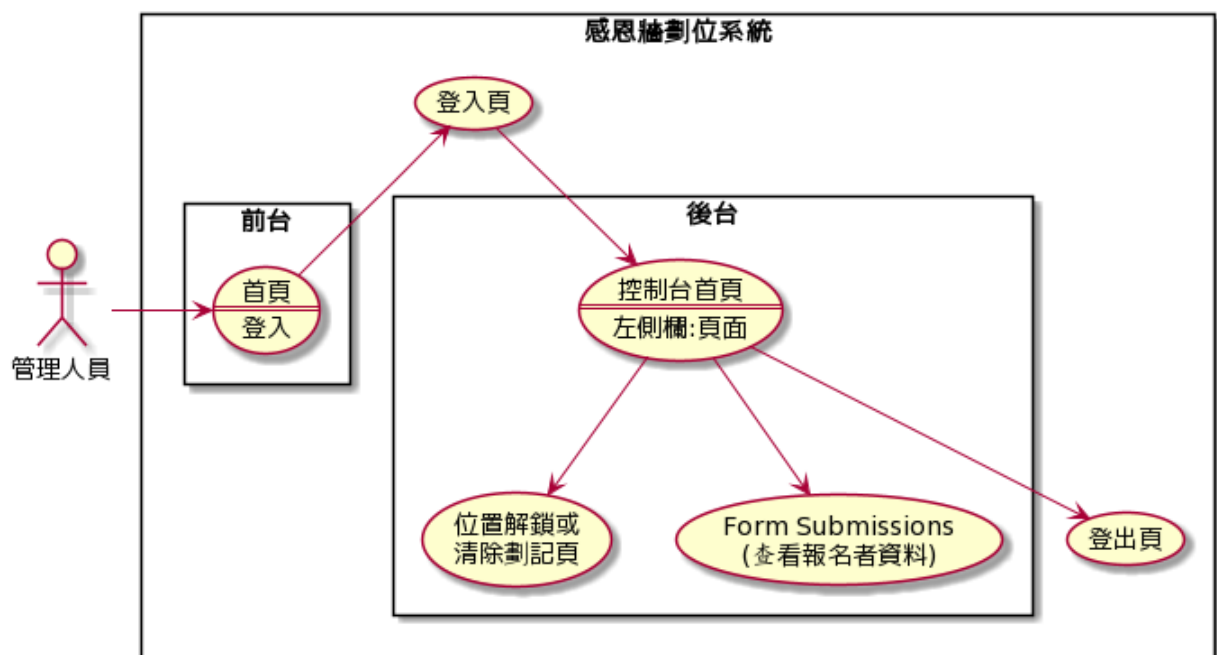 感恩牆劃位系統
登入頁
前台
後台
首頁
登入
控制台首頁
左側欄:頁面
管理人員
位置解鎖或
清除劃記頁
Form Submissions
(查看報名者資料)
登出頁